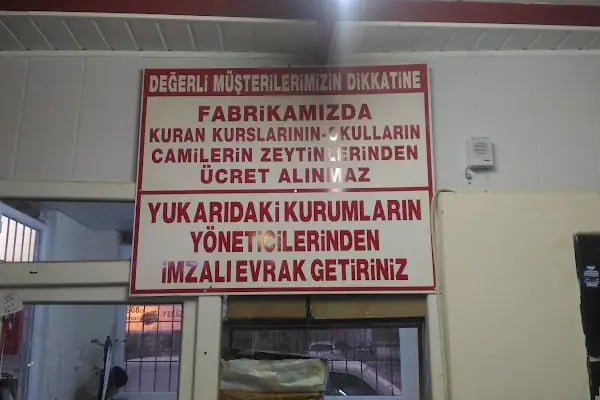 DEĞERLİ MÜŞTERİLERİMİZİN DİKKATİNE
FABRİKAMIZDA
KURAN KURSLARININ-OKULLARIN
CAMİLERİN ZEYTİNLERİNDEN
ÜCRET ALINMAZ
YUKARIDAKİ KURUMLARIN
YÖNETİCİLERİNDEN
İMZALI EVRAK GETİRİNİZ